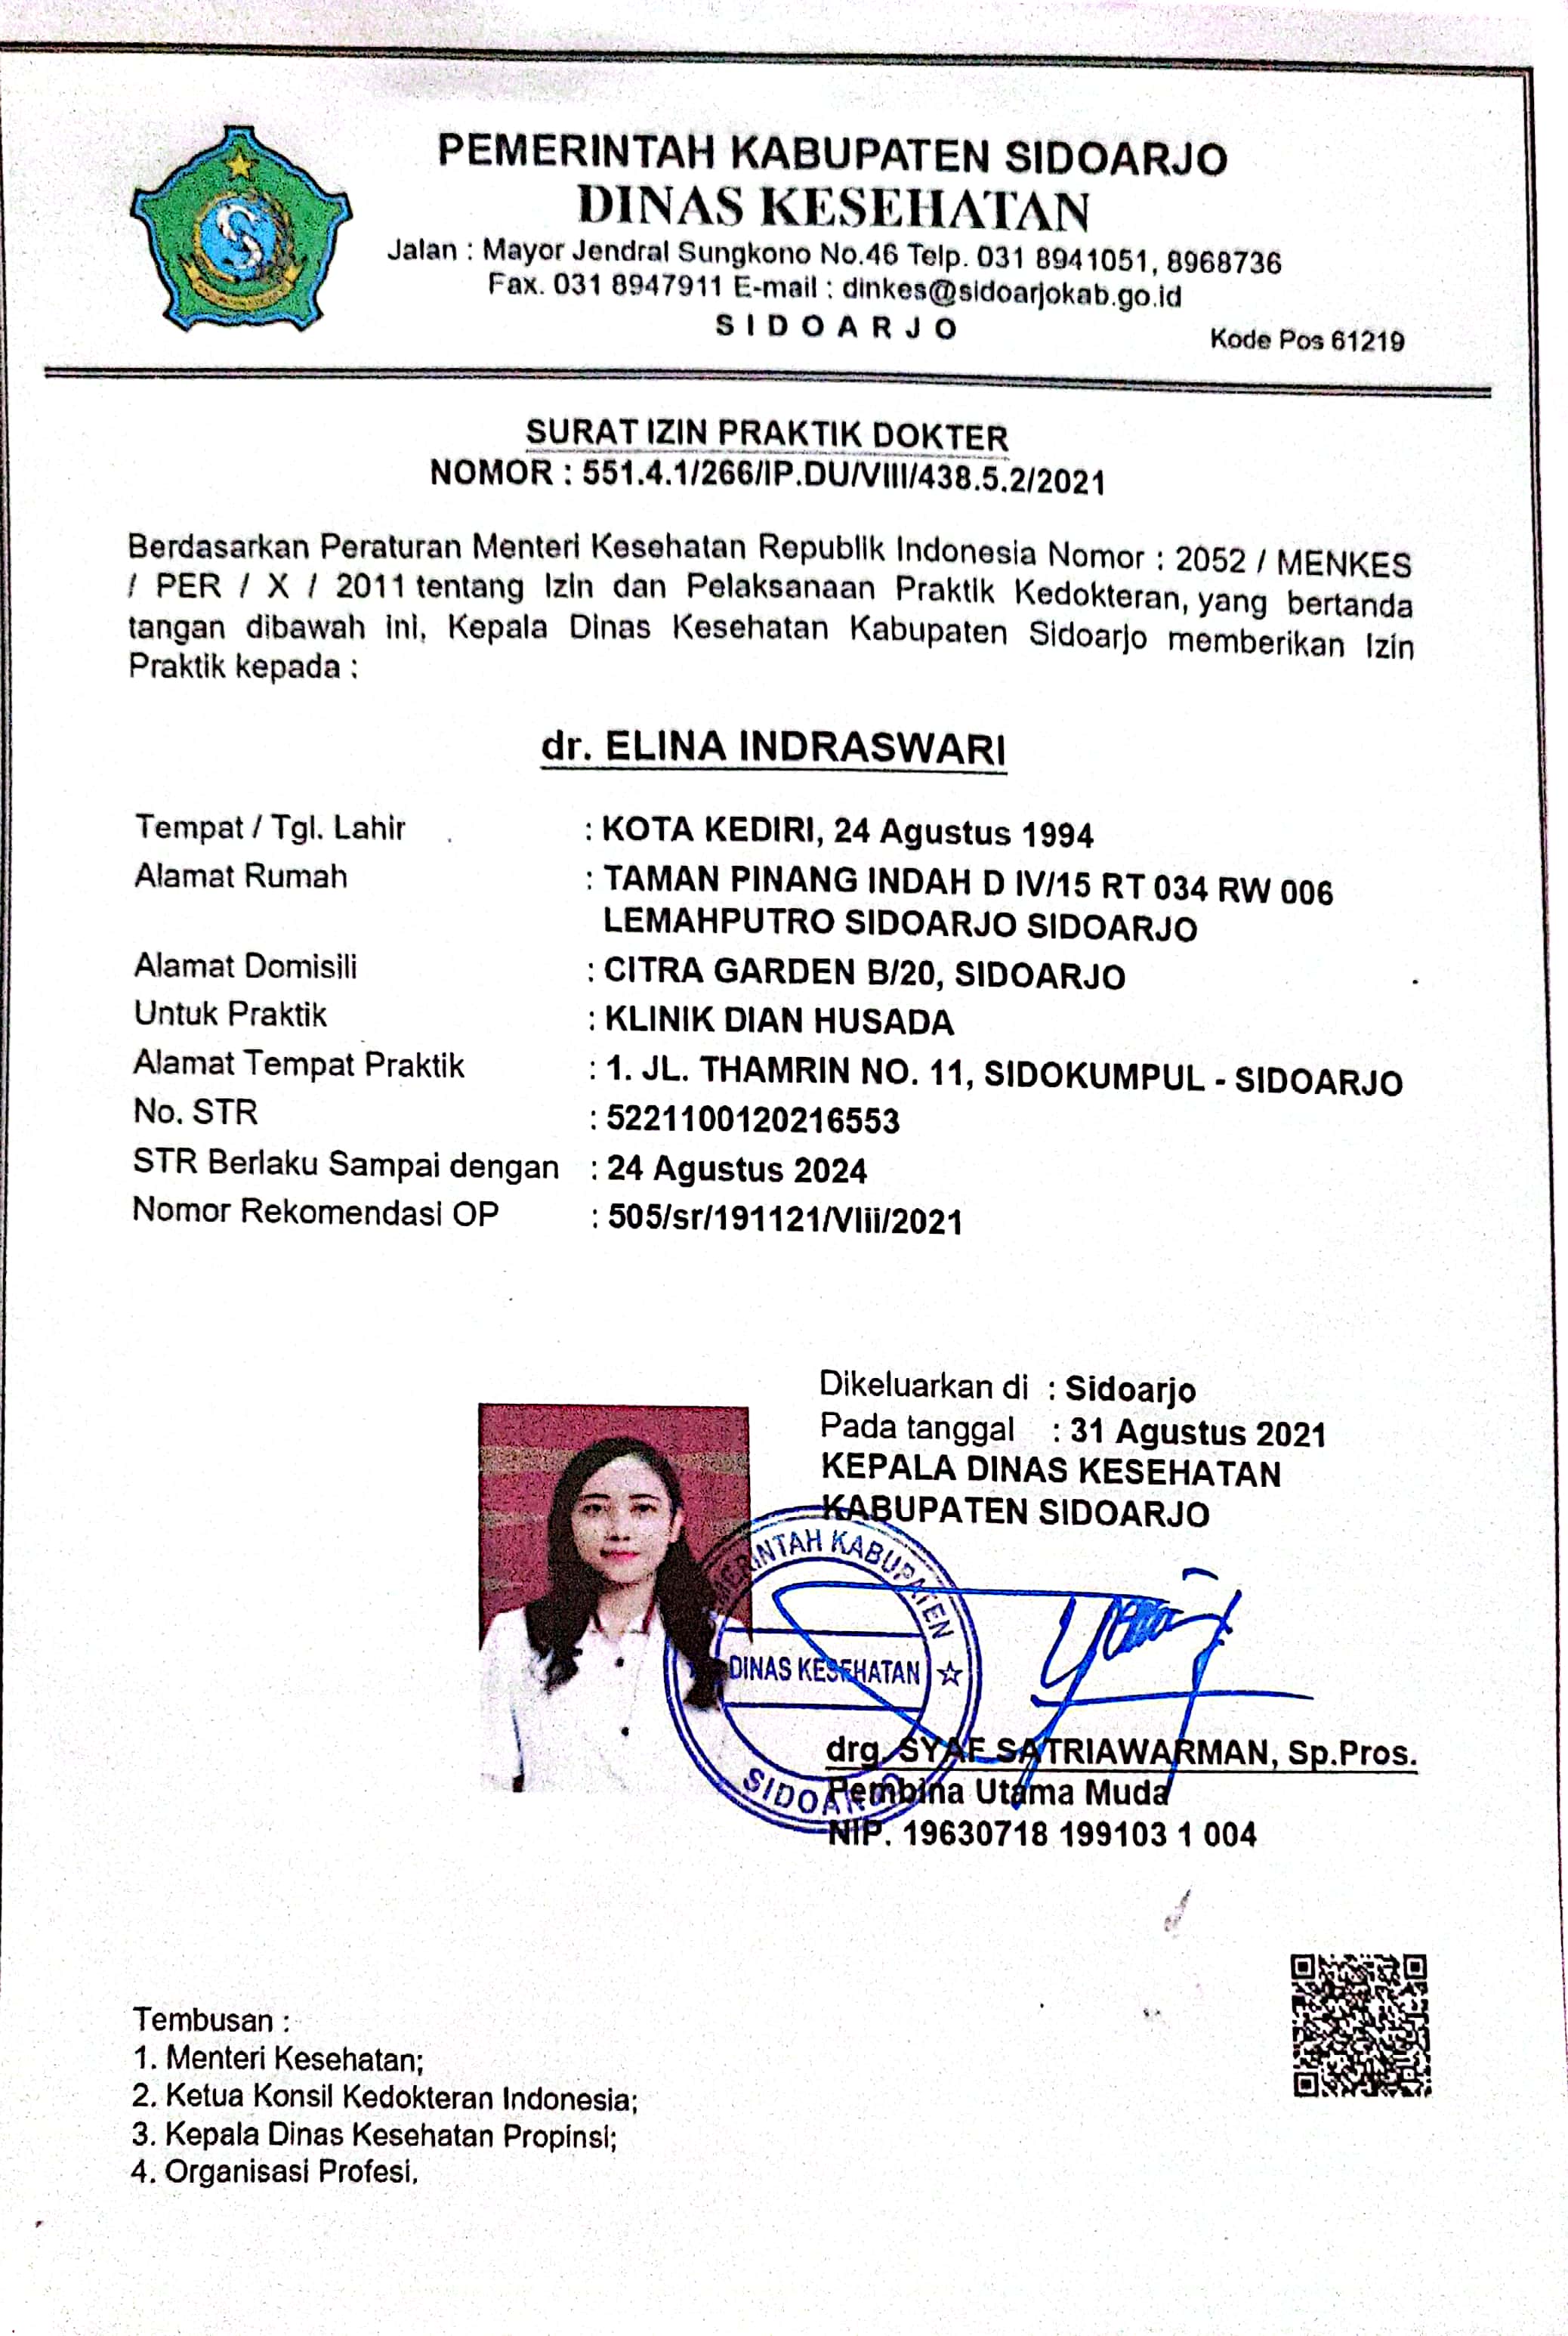 PEMERINTAH KABUPATEN SIDOARJO
DINAS KESEHATAN
Jalan : Mayor Jendral Sungkono No.46 Telp. 031 8941051, 8968736
Fax. 031 8947911 E-mail : dinkes@sidoarjokab.go.id
S I D O A R J O
Kode Pos 61219
SURAT IZIN PRAKTIK DOKTER
NOMOR : 551.4.1/266/IP.DU/VIII/438.5.2/2021
Berdasarkan Peraturan Menteri Kesehatan Republik Indonesia Nomor : 2052 / MENKES
/ PER / X / 2011 tentang Izin dan Pelaksanaan Praktik Kedokteran, yang bertanda
tangan dibawah ini, Kepala Dinas Kesehatan Kabupaten Sidoarjo memberikan Izin
Praktik kepada :
dr. ELINA INDRASWARI
Tempat / Tgl. Lahir : KOTA KEDIRI, 24 Agustus 1994
Alamat Rumah : TAMAN PINANG INDAH D IV/15 RT 034 RW 006
LEMAHPUTRO SIDOARJO SIDOARJO
Alamat Domisili : CITRA GARDEN B/20, SIDOARJO
Untuk Praktik : KLINIK DIAN HUSADA
Alamat Tempat Praktik : 1. JL. THAMRIN NO. 11, SIDOKUMPUL - SIDOARJO
No. STR : 5221100120216553
STR Berlaku Sampai dengan : 24 Agustus 2024
Nomor Rekomendasi OP : 505/sr/191121/VIii/2021
Dikeluarkan di : Sidoarjo
Pada tanggal : 31 Agustus 2021
KEPALA DINAS KESEHATAN
KABUPATEN SIDOARJO
KABUPATEN
DINAS KESEHATAN
SIDOARJO
drg. SYAF SATRIAWARMAN, Sp.Pros.
Pembina Utama Muda
NIP. 19630718 199103 1 004
Tembusan :
1. Menteri Kesehatan;
2. Ketua Konsil Kedokteran Indonesia;
3. Kepala Dinas Kesehatan Propinsi;
4. Organisasi Profesi.